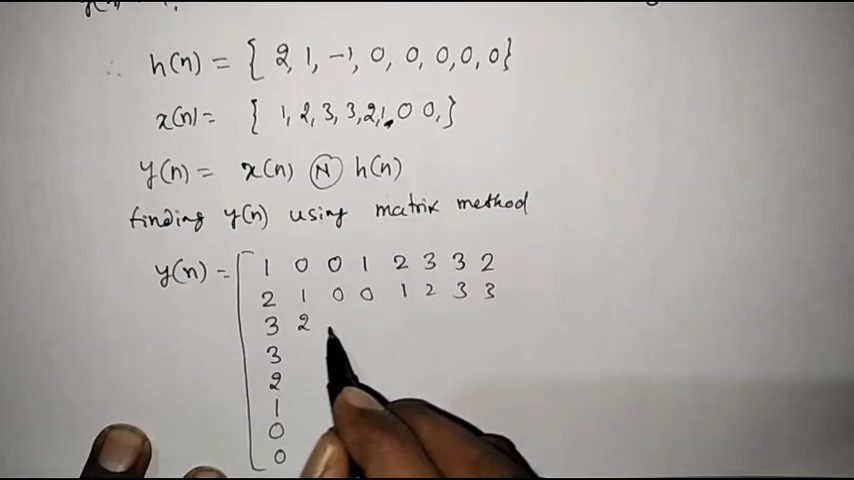 ∴ h(n) = { 2, 1, -1, 0, 0, 0, 0, 0 }
x(n) = { 1, 2, 3, 3, 2, 1, 0 0, }
y(n) = x(n) Ⓝ h(n)
finding y(n) using matrix method
y(n) = [ 1 0 0 1 2 3 3 2
2 1 0 0 1 2 3 3
3 2
3
2
1
0
0